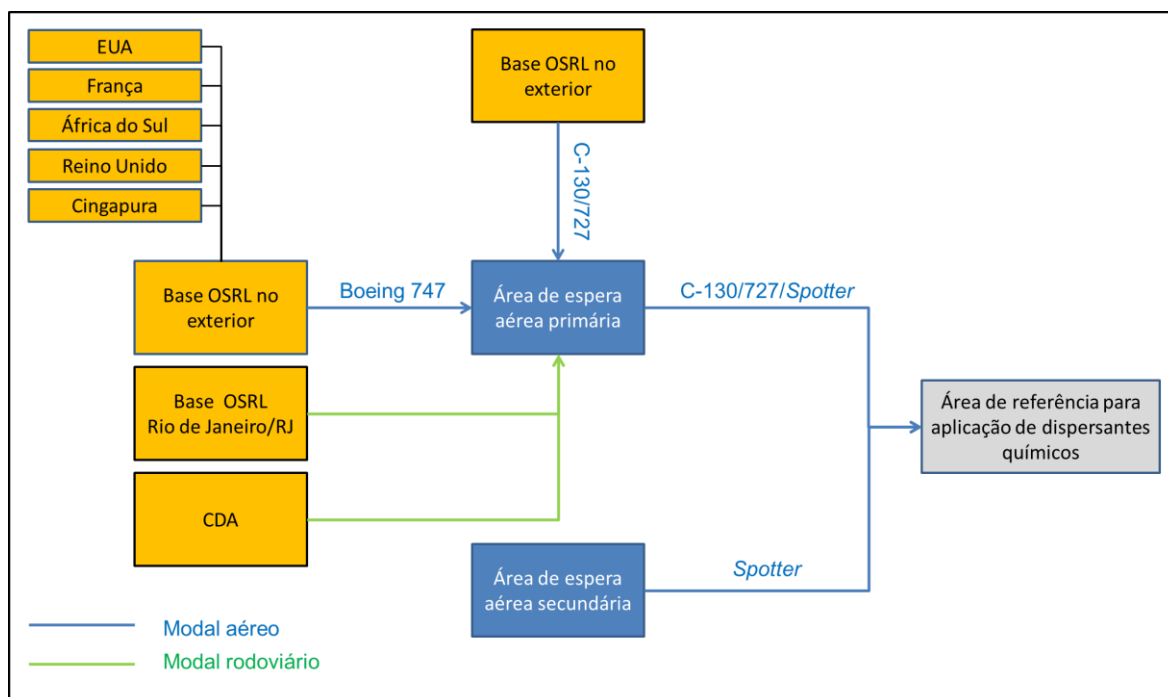 EUA
França
África do Sul
Reino Unido
Cingapura
Base OSRL no
exterior
C-130/727
Base OSRL no
exterior
Boeing 747
Área de espera
aérea primária
C-130/727/Spotter
Base OSRL
Rio de Janeiro/RJ
Área de referência para
aplicação de dispersantes
químicos
CDA
Área de espera
aérea secundária
Spotter
Modal aéreo
Modal rodoviário